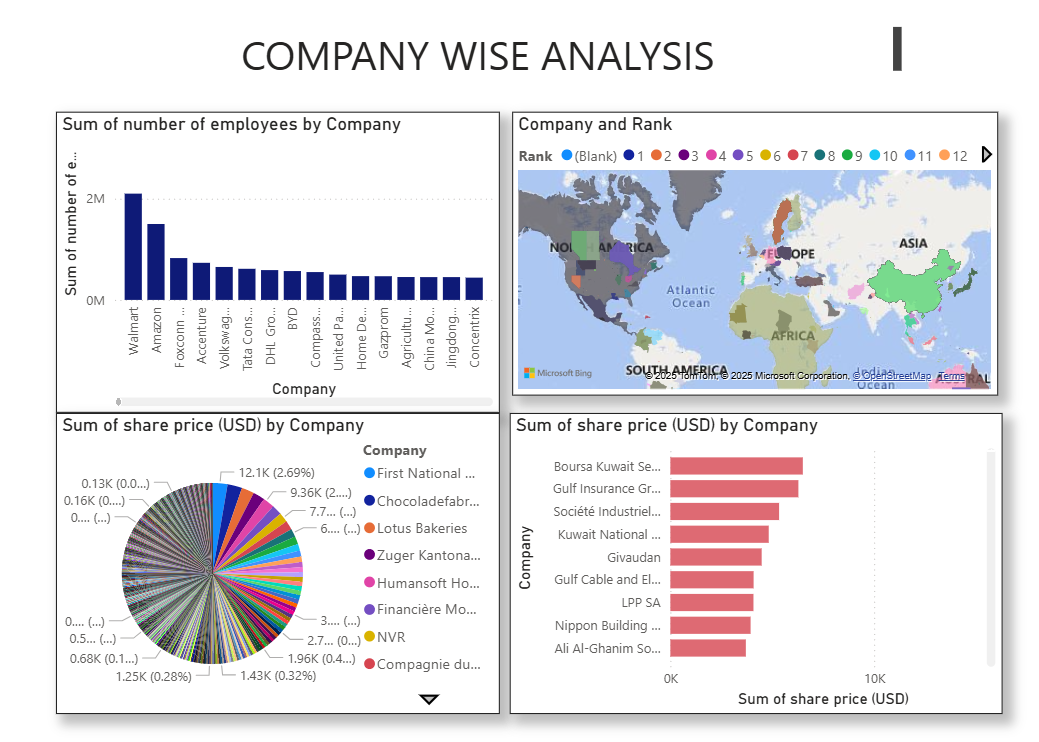 COMPANY WISE ANALYSIS
Sum of number of employees by Company
Sum of number of e...
2M
0M
Walmart
Amazon
Foxconn ...
Accenture
Volkswag...
Tata Cons...
DHL Gro...
BYD
Compass...
United Pa...
Home De...
Gazprom
Agricultu...
China Mo...
Jingdong...
Concentrix
Company
Company and Rank
Rank (Blank) 1 2 3 4 5 6 7 8 9 10 11 12
NORTH AMERICA
EUROPE
ASIA
Atlantic
Ocean
AFRICA
SOUTH AMERICA
Indian
Ocean
Microsoft Bing
© 2025 TomTom, © 2025 Microsoft Corporation, © OpenStreetMap Terms
Sum of share price (USD) by Company
12.1K (2.69%)
9.36K (2....)
7.7... (...)
6.... (...)
3.... (...)
2.7... (0...)
1.96K (0.4...)
1.43K (0.32%)
1.25K (0.28%)
0.68K (0.1...)
0.5... (...)
0.... (...)
0.... (...)
0.16K (0....)
0.13K (0.0...)
Company
First National ...
Chocoladefabr...
Lotus Bakeries
Zuger Kantona...
Humansoft Ho...
Financière Mo...
NVR
Compagnie du...
Sum of share price (USD) by Company
Company
Boursa Kuwait Se...
Gulf Insurance Gr...
Société Industriel...
Kuwait National ...
Givaudan
Gulf Cable and El...
LPP SA
Nippon Building ...
Ali Al-Ghanim So...
0K
10K
Sum of share price (USD)